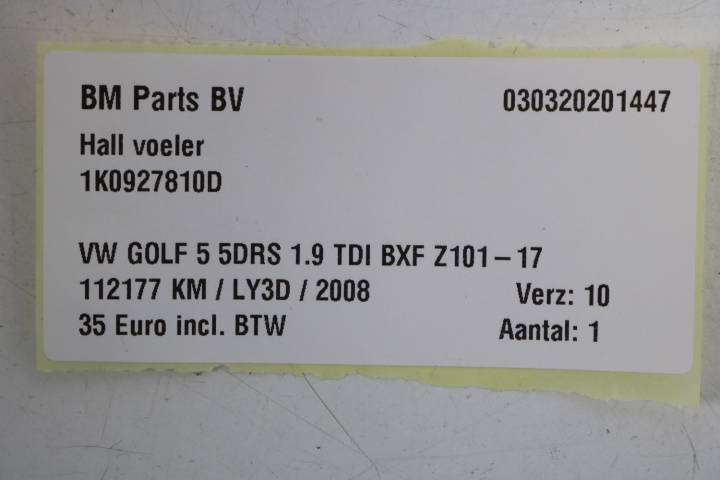 BM Parts BV 030320201447
Hall voeler
1K0927810D
VW GOLF 5 5DRS 1.9 TDI BXF Z101-17
112177 KM / LY3D / 2008 Verz: 10
35 Euro incl. BTW Aantal: 1